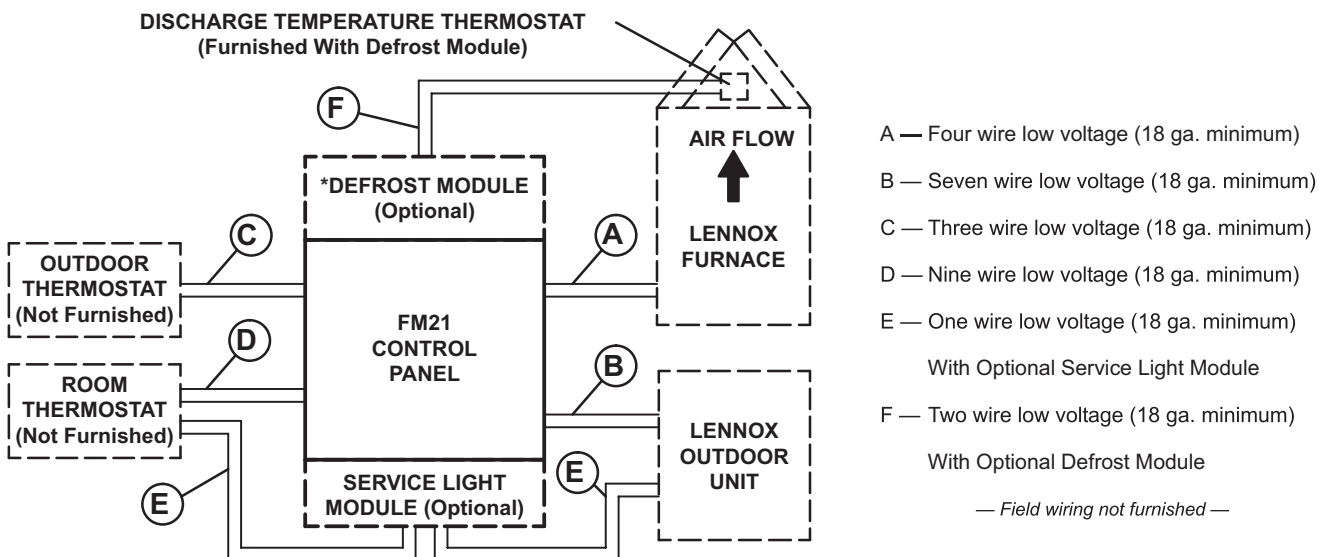 DISCHARGE TEMPERATURE THERMOSTAT
(Furnished With Defrost Module)
F
*DEFROST MODULE
(Optional)
AIR FLOW
LENNOX
FURNACE
C
A
OUTDOOR
THERMOSTAT
(Not Furnished)
FM21
CONTROL
PANEL
D
B
ROOM
THERMOSTAT
(Not Furnished)
LENNOX
OUTDOOR
UNIT
E
SERVICE LIGHT
MODULE (Optional)
E
A — Four wire low voltage (18 ga. minimum)
B — Seven wire low voltage (18 ga. minimum)
C — Three wire low voltage (18 ga. minimum)
D — Nine wire low voltage (18 ga. minimum)
E — One wire low voltage (18 ga. minimum)
With Optional Service Light Module
F — Two wire low voltage (18 ga. minimum)
With Optional Defrost Module
— Field wiring not furnished —